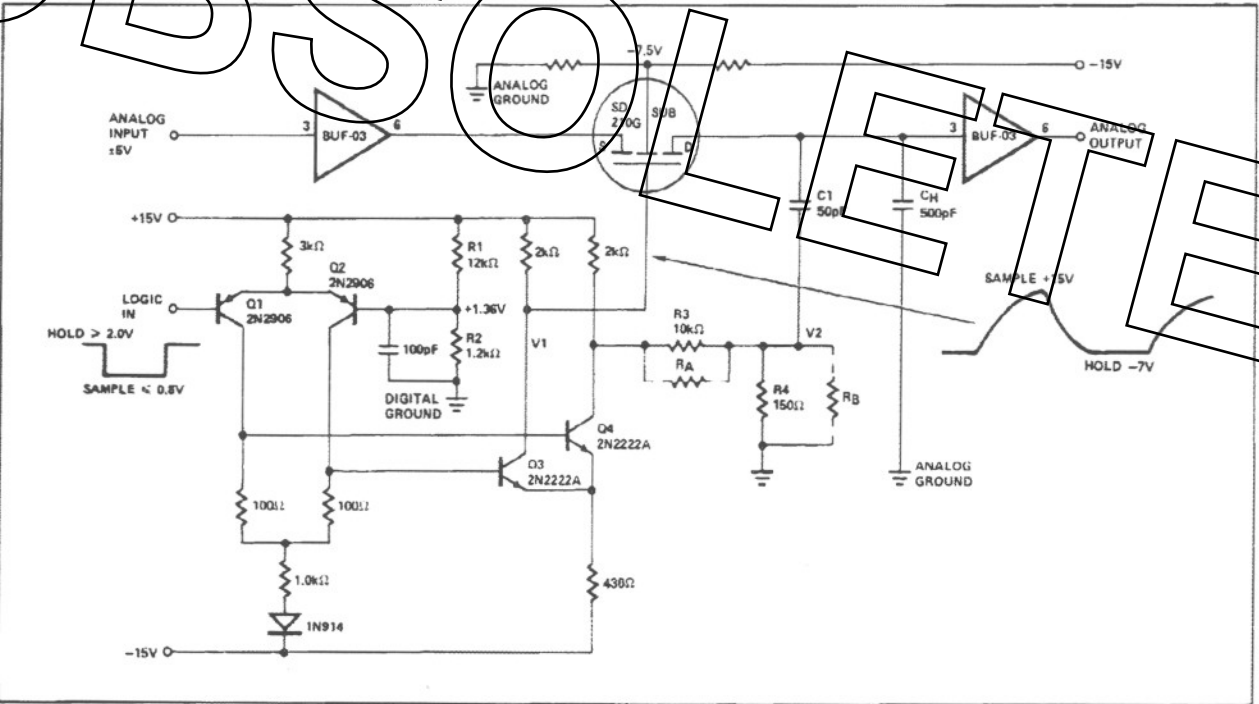 OBSOLETE
-7.5V
-15V
ANALOG
GROUND
SD
210G
SUB
S
D
ANALOG
INPUT
±5V
3
BUF-03
6
3
BUF-03
6
ANALOG
OUTPUT
C1
50pF
CH
500pF
+15V
3kΩ
R1
12kΩ
2kΩ
2kΩ
Q2
2N2906
LOGIC
IN
Q1
2N2906
+1.36V
HOLD > 2.0V
SAMPLE < 0.8V
100pF
R2
1.2kΩ
V1
DIGITAL
GROUND
R3
10kΩ
RA
V2
R4
150Ω
RB
SAMPLE +15V
HOLD -7V
Q4
2N2222A
Q3
2N2222A
ANALOG
GROUND
100Ω
100Ω
1.0kΩ
430Ω
1N914
-15V